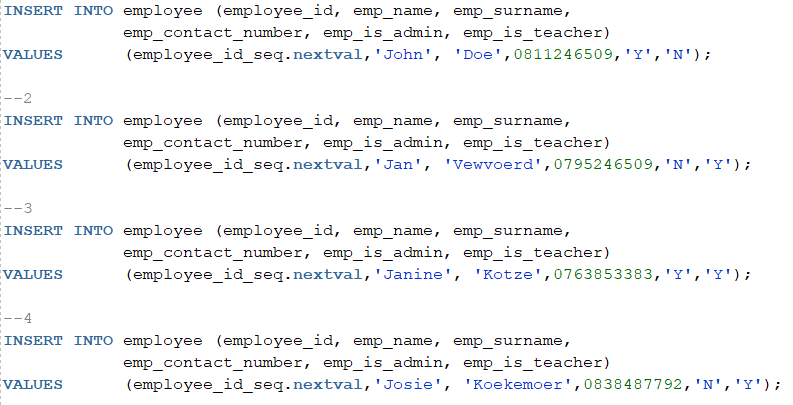 INSERT INTO employee (employee_id, emp_name, emp_surname,
emp_contact_number, emp_is_admin, emp_is_teacher)
VALUES (employee_id_seq.nextval,'John', 'Doe',0811246509,'Y','N');
--2
INSERT INTO employee (employee_id, emp_name, emp_surname,
emp_contact_number, emp_is_admin, emp_is_teacher)
VALUES (employee_id_seq.nextval,'Jan', 'Vewvoerd',0795246509,'N','Y');
--3
INSERT INTO employee (employee_id, emp_name, emp_surname,
emp_contact_number, emp_is_admin, emp_is_teacher)
VALUES (employee_id_seq.nextval,'Janine', 'Kotze',0763853383,'Y','Y');
--4
INSERT INTO employee (employee_id, emp_name, emp_surname,
emp_contact_number, emp_is_admin, emp_is_teacher)
VALUES (employee_id_seq.nextval,'Josie', 'Koekemoer',0838487792,'N','Y');